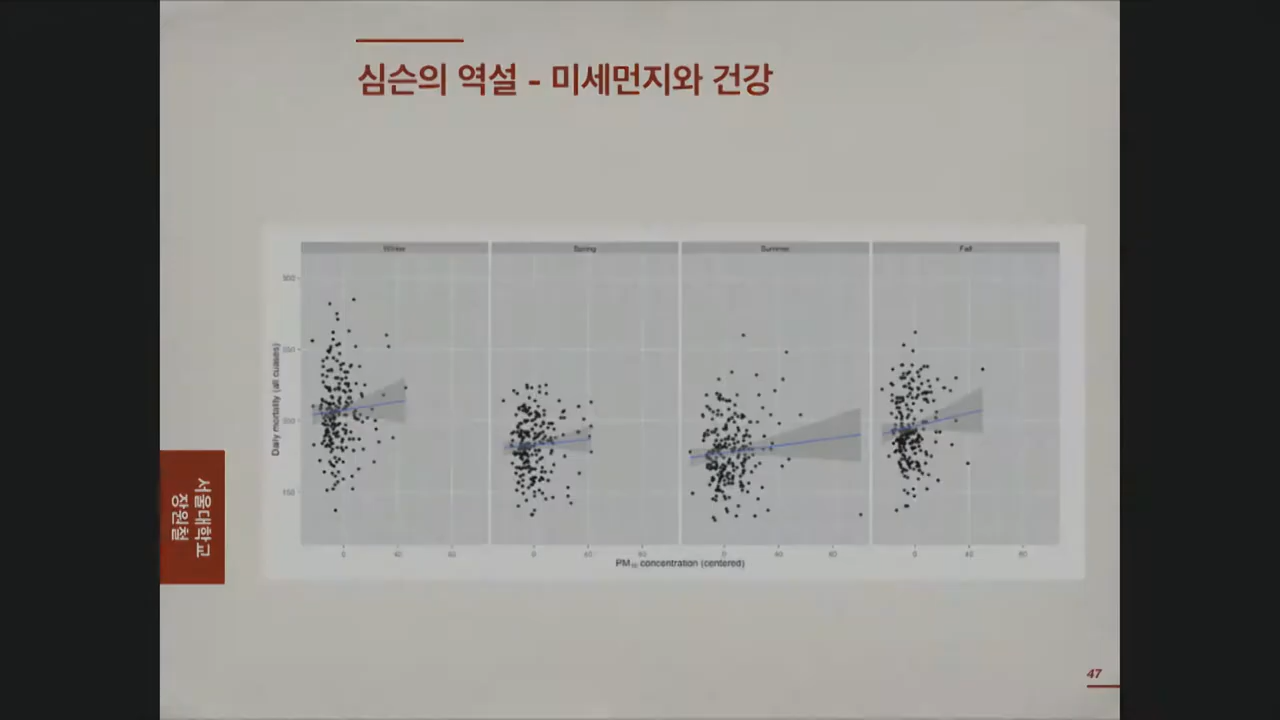 심슨의 역설 - 미세먼지와 건강
Winter
Spring
Summer
Fall
Daily mortality (all causes)
PM₁₀ concentration (centered)
서울대학교
장원철
47